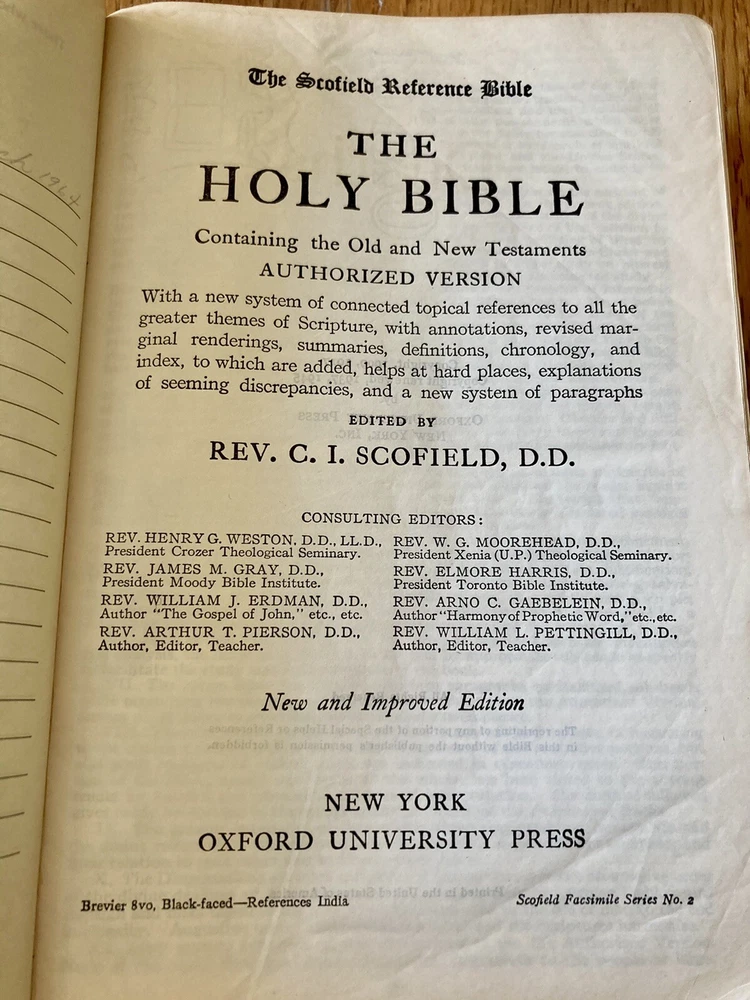 The Scofield Reference Bible
THE
HOLY BIBLE
Containing the Old and New Testaments
AUTHORIZED VERSION
With a new system of connected topical references to all the
greater themes of Scripture, with annotations, revised mar-
ginal renderings, summaries, definitions, chronology, and
index, to which are added, helps at hard places, explanations
of seeming discrepancies, and a new system of paragraphs
EDITED BY
REV. C. I. SCOFIELD, D.D.
CONSULTING EDITORS:
REV. HENRY G. WESTON, D.D., LL.D.,
President Crozer Theological Seminary.
REV. JAMES M. GRAY, D.D.,
President Moody Bible Institute.
REV. WILLIAM J. ERDMAN, D.D.,
Author "The Gospel of John," etc., etc.
REV. ARTHUR T. PIERSON, D.D.,
Author, Editor, Teacher.
REV. W. G. MOOREHEAD, D.D.,
President Xenia (U.P.) Theological Seminary.
REV. ELMORE HARRIS, D.D.,
President Toronto Bible Institute.
REV. ARNO C. GAEBELEIN, D.D.,
Author "Harmony of Prophetic Word," etc., etc.
REV. WILLIAM L. PETTINGILL, D.D.,
Author, Editor, Teacher.
New and Improved Edition
NEW YORK
OXFORD UNIVERSITY PRESS
Brevier 8vo, Black-faced—References India
Scofield Facsimile Series No. 2